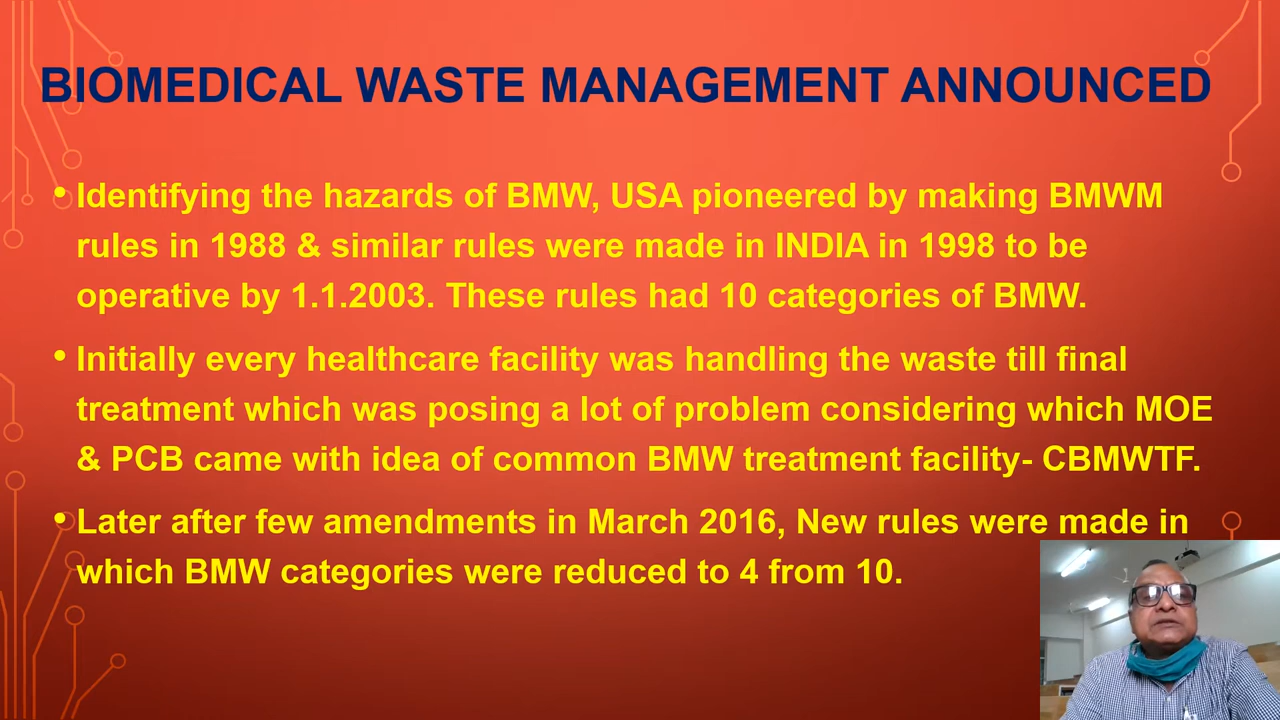 BIOMEDICAL WASTE MANAGEMENT ANNOUNCED
• Identifying the hazards of BMW, USA pioneered by making BMWM
rules in 1988 & similar rules were made in INDIA in 1998 to be
operative by 1.1.2003. These rules had 10 categories of BMW.
• Initially every healthcare facility was handling the waste till final
treatment which was posing a lot of problem considering which MOE
& PCB came with idea of common BMW treatment facility- CBMWTF.
• Later after few amendments in March 2016, New rules were made in
which BMW categories were reduced to 4 from 10.